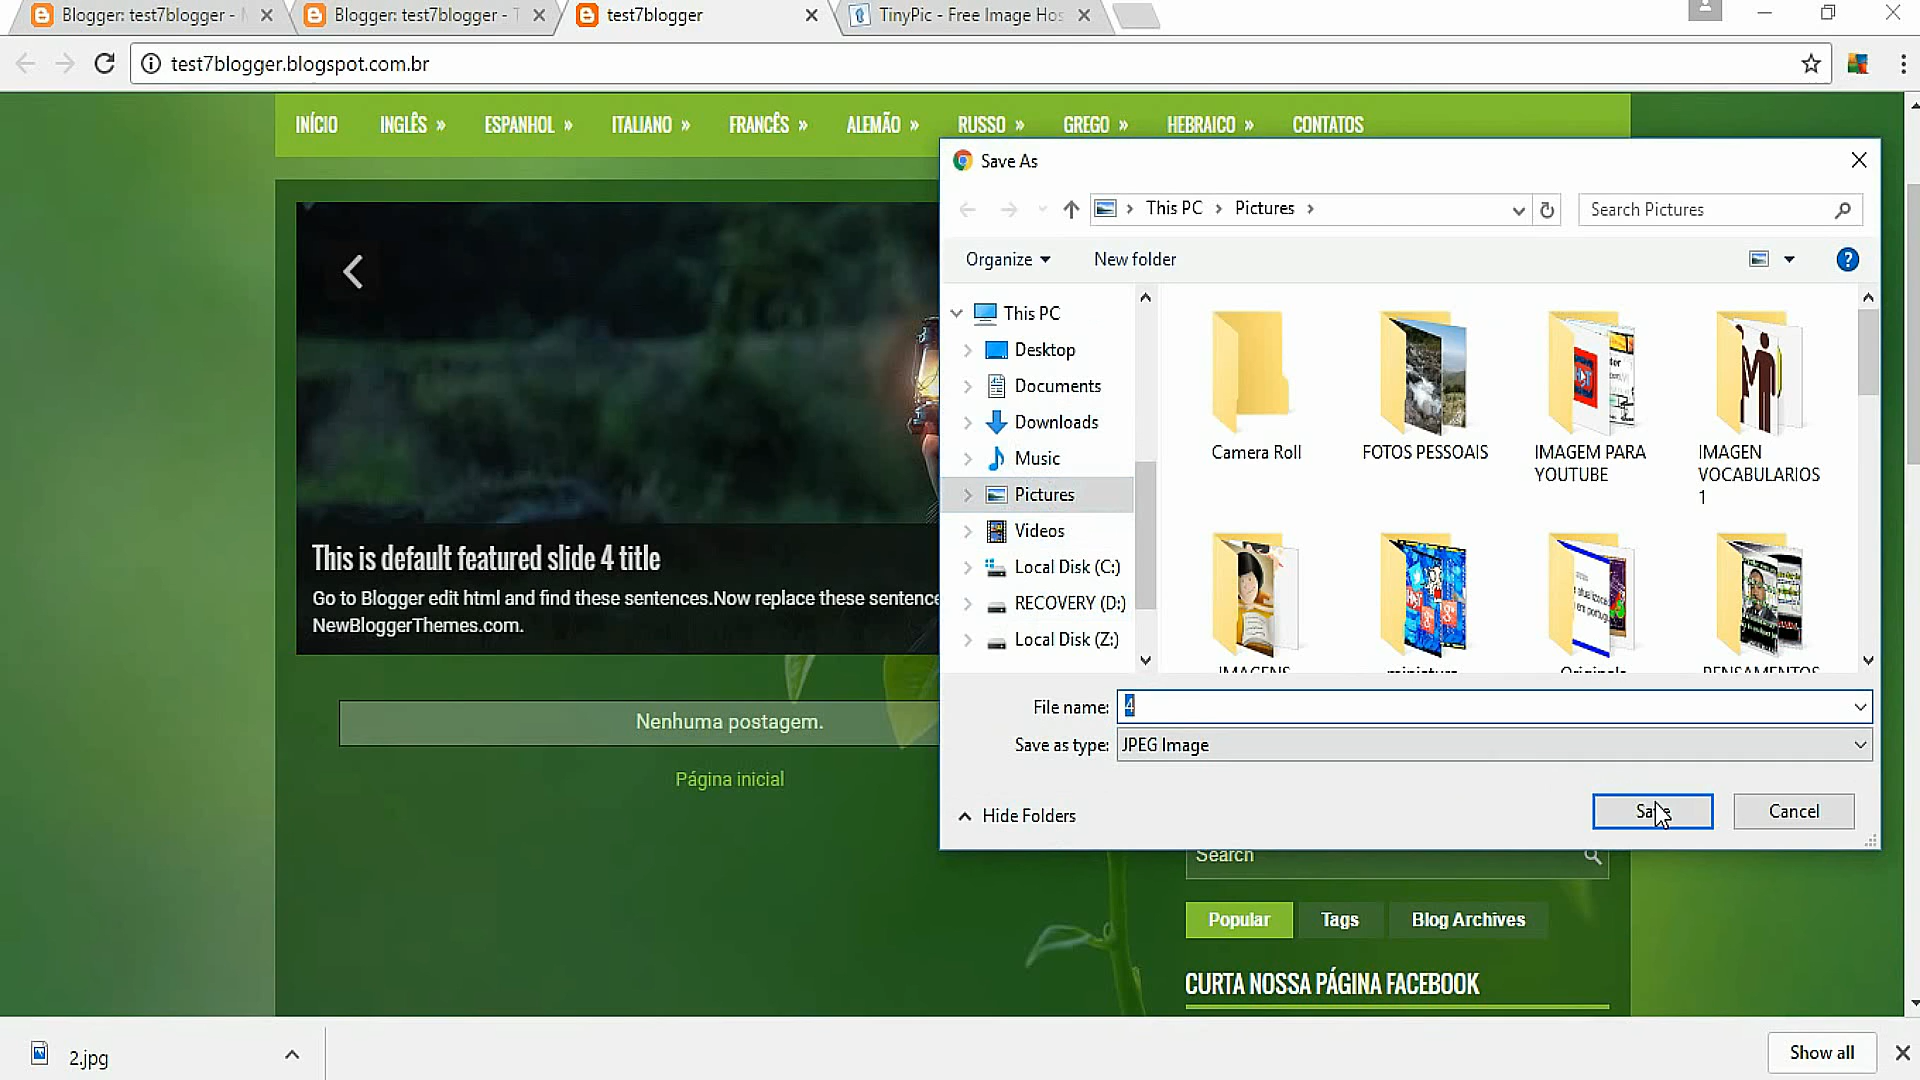 Blogger: test7blogger -
Blogger: test7blogger -
test7blogger
TinyPic - Free Image Hos
test7blogger.blogspot.com.br
INÍCIO
INGLÊS »
ESPANHOL »
ITALIANO »
FRANCÊS »
ALEMÃO »
RUSSO »
GREGO »
HEBRAICO »
CONTATOS
This is default featured slide 4 title
Go to Blogger edit html and find these sentences.Now replace these sentence
NewBloggerThemes.com.
Nenhuma postagem.
Página inicial
Save As
This PC > Pictures >
Search Pictures
Organize
New folder
This PC
Desktop
Documents
Downloads
Music
Pictures
Videos
Local Disk (C:)
RECOVERY (D:)
Local Disk (Z:)
Camera Roll
FOTOS PESSOAIS
IMAGEM PARA
YOUTUBE
IMAGEN
VOCABULARIOS
1
IMAGENS
miniatura
Originals
PENSAMENTOS
File name: 4
Save as type: JPEG Image
Hide Folders
Save
Cancel
Search
Popular
Tags
Blog Archives
CURTA NOSSA PÁGINA FACEBOOK
2.jpg
Show all